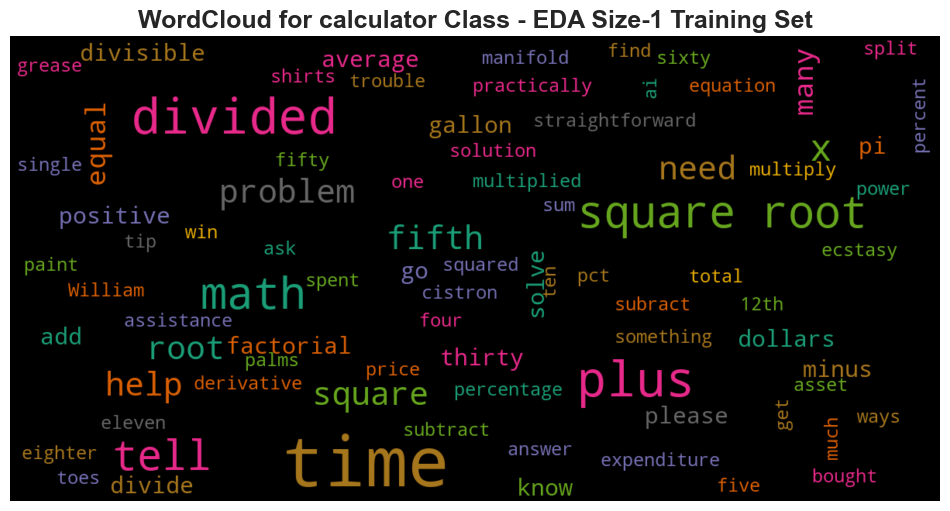 WordCloud for calculator Class - EDA Size-1 Training Set
grease
divisible
shirts
average
trouble
manifold
practically
find
sixty
ai
equation
many
split
percent
divided
equal
gallon
straightforward
solution
x
pi
single
fifty
problem
one
multiplied
need
multiply
power
positive
sum
square root
tip
win
ask
fifth
ecstasy
paint
William
math
spent
go
squared
cistron
solve
ten
pct
total
subract
12th
assistance
four
add
root
factorial
palms
something
dollars
help
derivative
price
thirty
percentage
plus
minus
asset
square
please
get
ways
much
eleven
subtract
tell
time
answer
expenditure
eighter
toes
divide
know
five
bought